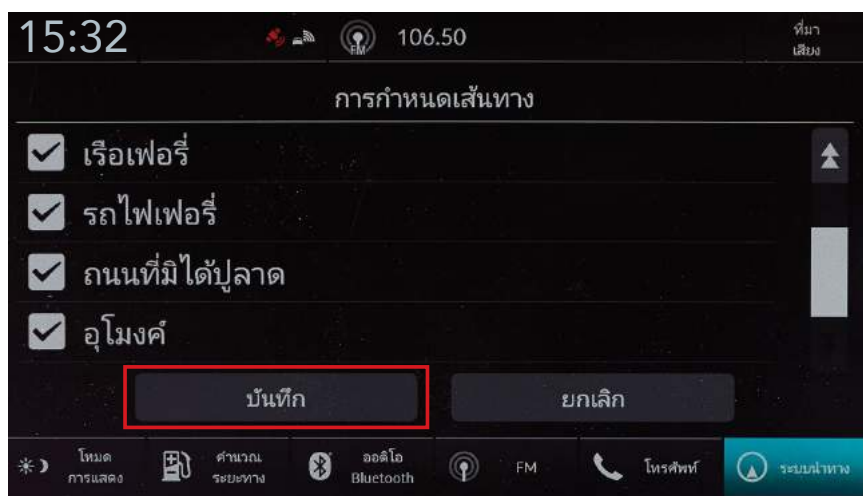 15:32
FM
106.50
ที่มา
เสียง
การกำหนดเส้นทาง
เรือเฟอรี่
รถไฟเฟอรี่
ถนนที่มิได้ปูลาด
อุโมงค์
บันทึก
ยกเลิก
โหมด
การแสดง
คำนวณ
ระยะทาง
ออดิโอ
Bluetooth
FM
โทรศัพท์
ระบบนำทาง